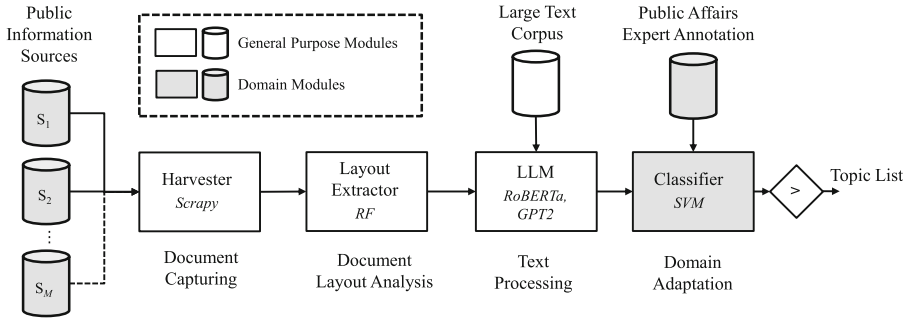 Public
Information
Sources
General Purpose Modules
Domain Modules
Large Text
Corpus
Public Affairs
Expert Annotation
S1
S2
⋮
SM
Harvester
Scrapy
Layout
Extractor
RF
LLM
RoBERTa,
GPT2
Classifier
SVM
>
Topic List
Document
Capturing
Document
Layout Analysis
Text
Processing
Domain
Adaptation